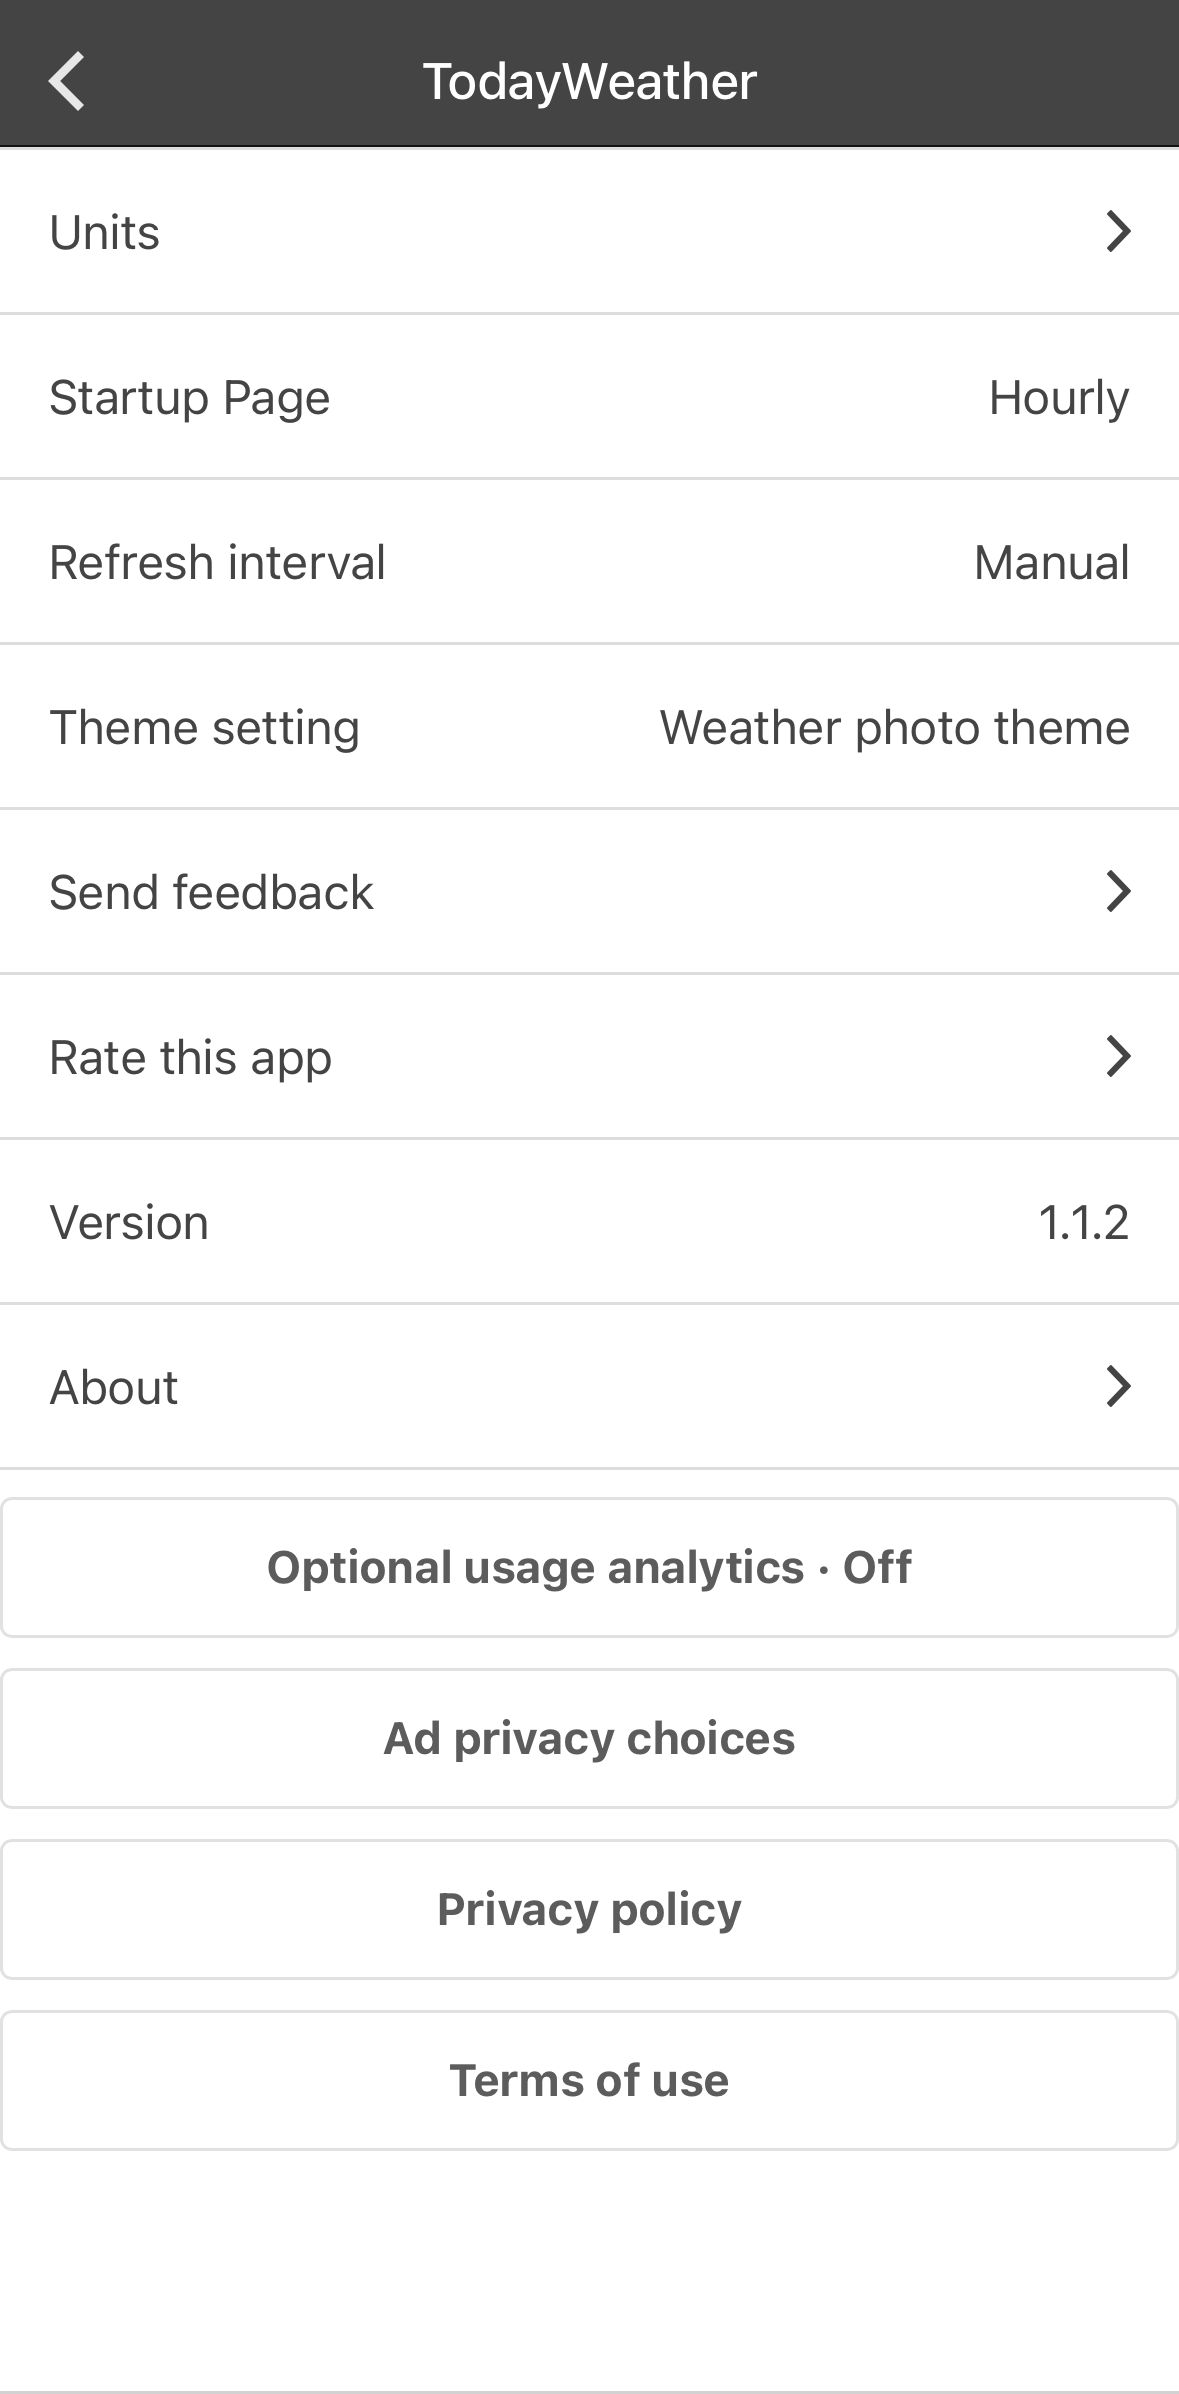 TodayWeather
Units
Startup Page Hourly
Refresh interval Manual
Theme setting Weather photo theme
Send feedback
Rate this app
Version 1.1.2
About
Optional usage analytics · Off
Ad privacy choices
Privacy policy
Terms of use